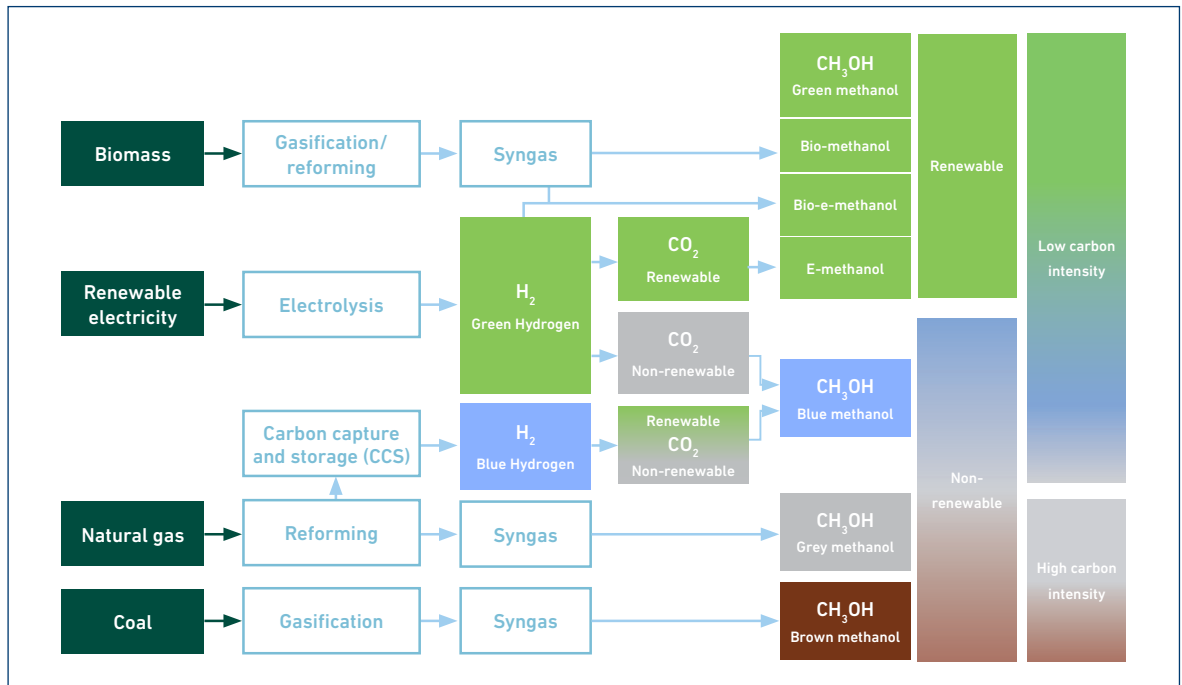 CH₃OH
Green methanol
Biomass
Gasification/
reforming
Syngas
Bio-methanol
Renewable
Bio-e-methanol
Low carbon
intensity
Renewable
electricity
Electrolysis
H₂
Green Hydrogen
CO₂
Renewable
E-methanol
CO₂
Non-renewable
CH₃OH
Blue methanol
Carbon capture
and storage (CCS)
H₂
Blue Hydrogen
Renewable
CO₂
Non-renewable
Non-
renewable
Natural gas
Reforming
Syngas
CH₃OH
Grey methanol
High carbon
intensity
Coal
Gasification
Syngas
CH₃OH
Brown methanol